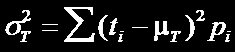 σ_T^2 = ∑(t_i − μ_T)^2 p_i